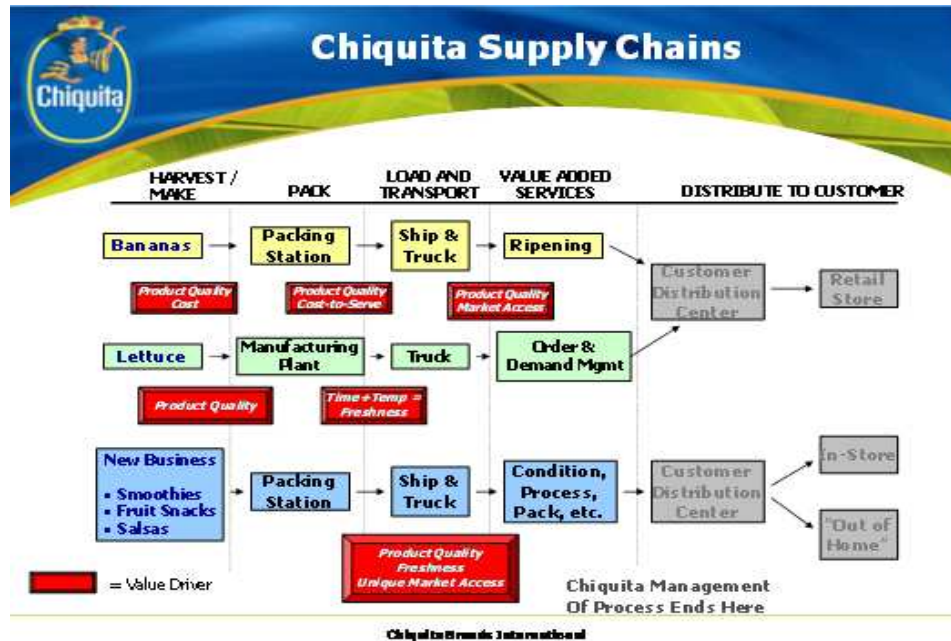 Chiquita Supply Chains
Chiquita
HARVEST /
MAKE
PACK
LOAD AND
TRANSPORT
VALUE ADDED
SERVICES
DISTRIBUTE TO CUSTOMER
Bananas
Packing
Station
Ship &
Truck
Ripening
Customer
Distribution
Center
Retail
Store
Product Quality
Cost
Product Quality
Cost-to-Serve
Product Quality
Market Access
Lettuce
Manufacturing
Plant
Truck
Order &
Demand Mgmt
Product Quality
Time+Temp =
Freshness
New Business
• Smoothies
• Fruit Snacks
• Salsas
Packing
Station
Ship &
Truck
Condition,
Process,
Pack, etc.
Customer
Distribution
Center
In-Store
"Out of
Home"
Product Quality
Freshness
Unique Market Access
= Value Driver
Chiquita Management
Of Process Ends Here
Chiquita Brands International